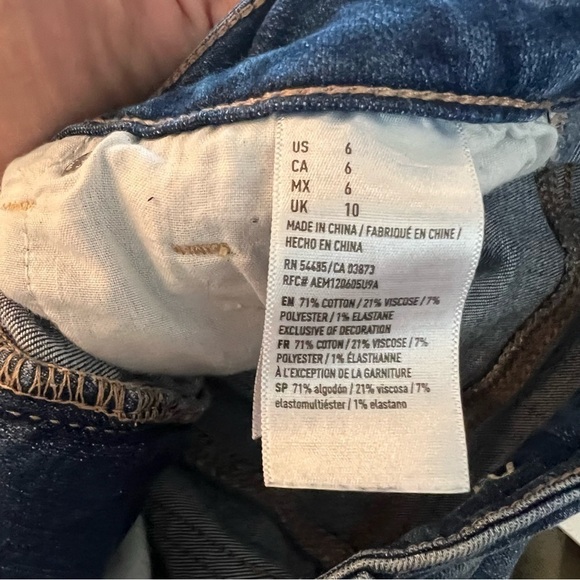 US 6
CA 6
MX 6
UK 10
MADE IN CHINA / FABRIQUÉ EN CHINE /
HECHO EN CHINA
RN 54485/CA 03873
RFC# AEM120605U9A
EN 71% COTTON / 21% VISCOSE / 7%
POLYESTER / 1% ELASTANE
EXCLUSIVE OF DECORATION
FR 71% COTON / 21% VISCOSE / 7%
POLYESTER / 1% ÉLASTHANNE
À L'EXCEPTION DE LA GARNITURE
SP 71% algodón / 21% viscosa / 7%
elastomultiéster / 1% elastano